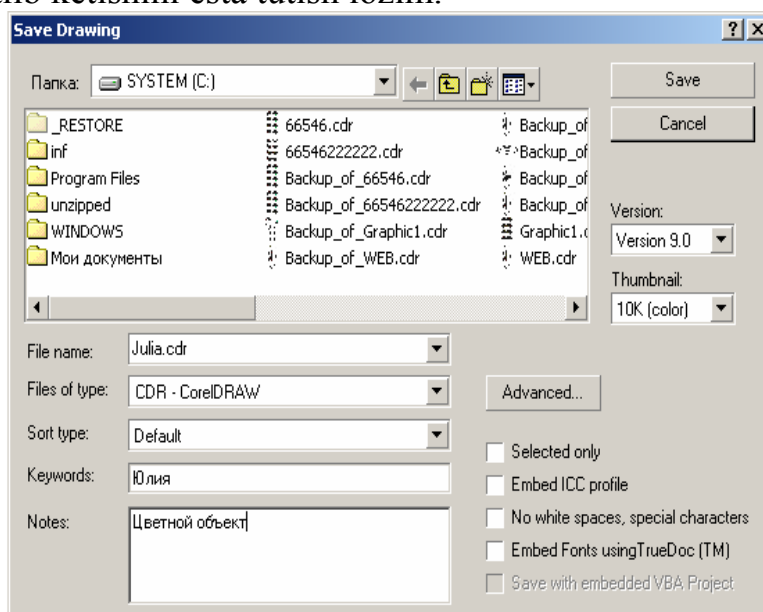 ketishini esta tutish lozim.
Save Drawing
Папка: SYSTEM (C:)
Save
_RESTORE 66546.cdr Backup_of
Cancel
inf 66546222222.cdr Backup_of
Program Files Backup_of_66546.cdr Backup_of
unzipped Backup_of_66546222222.cdr Backup_of
WINDOWS Backup_of_Graphic1.cdr Graphic1.c
Мои документы Backup_of_WEB.cdr WEB.cdr
Version:
Version 9.0
Thumbnail:
10K (color)
File name: Julia.cdr
Files of type: CDR - CorelDRAW
Advanced...
Sort type: Default
Selected only
Keywords: Юлия
Embed ICC profile
Notes: Цветной объект
No white spaces, special characters
Embed Fonts usingTrueDoc (TM)
Save with embedded VBA Project